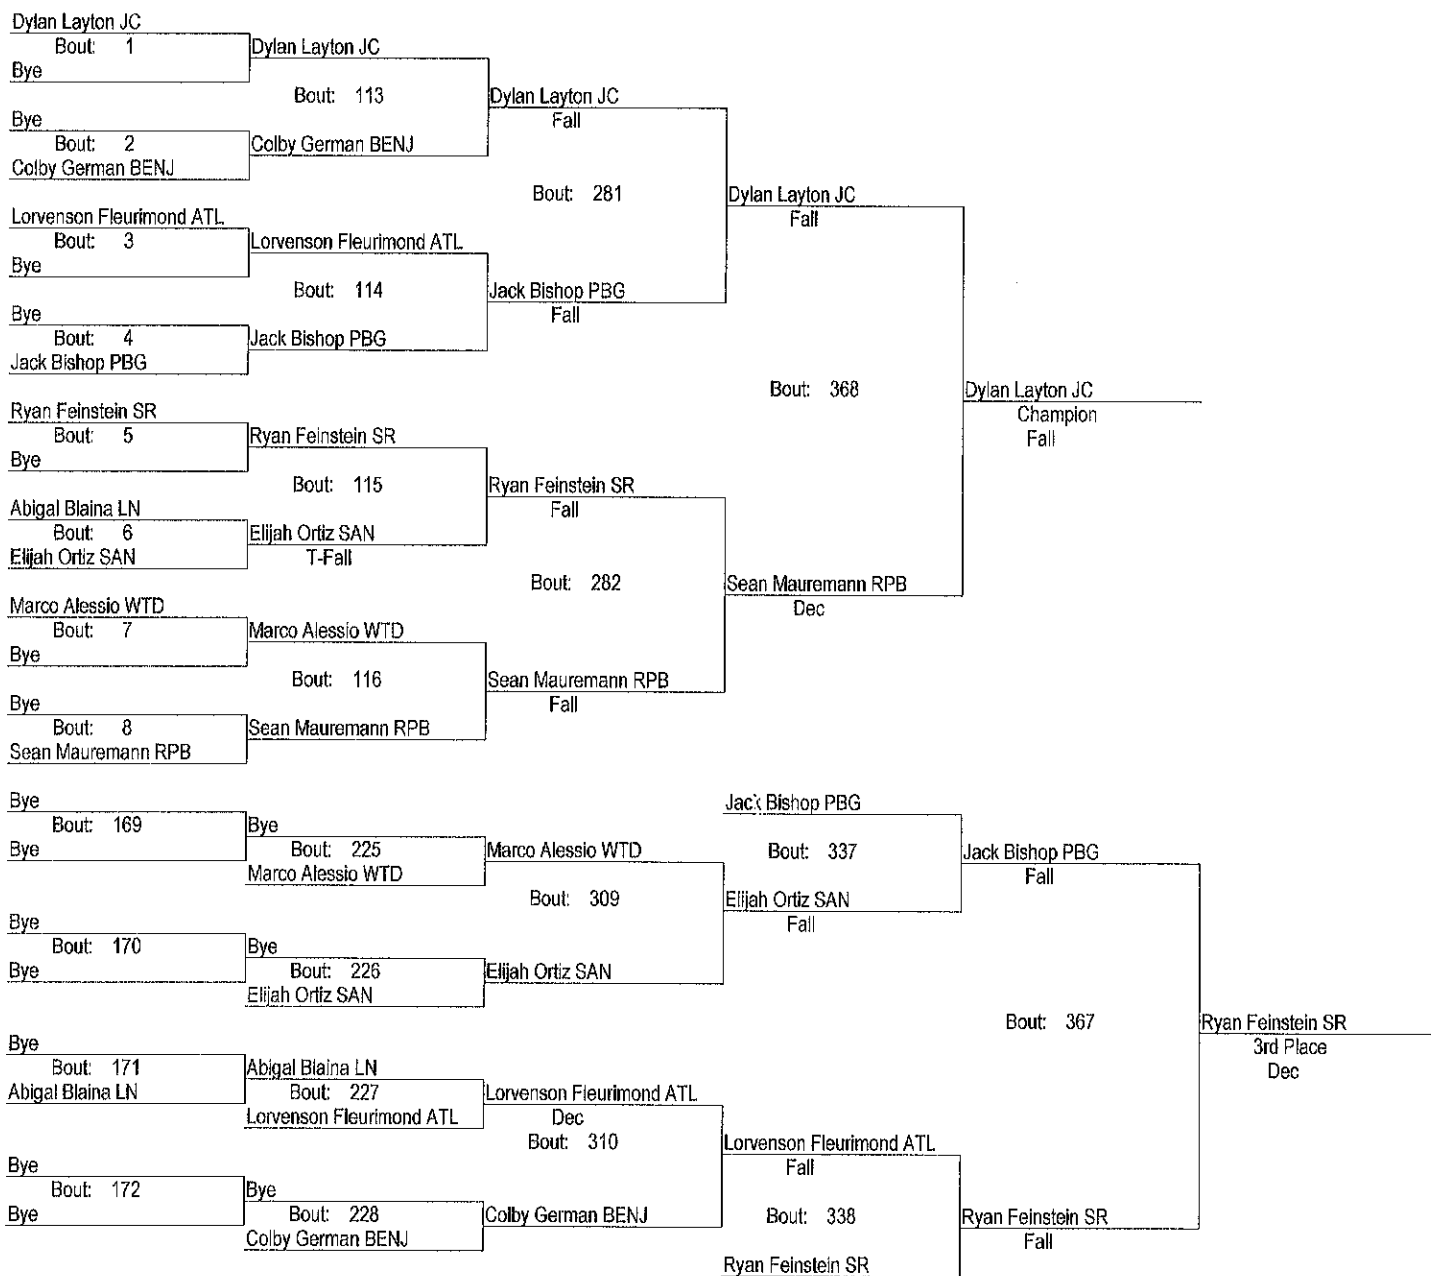 Dylan Layton JC
Bout: 1
Bye
Dylan Layton JC
Bout: 113
Bye
Bout: 2
Colby German BENJ
Colby German BENJ
Dylan Layton JC
Fall
Bout: 281
Lorvenson Fleurimond ATL
Bout: 3
Bye
Lorvenson Fleurimond ATL
Bout: 114
Bye
Bout: 4
Jack Bishop PBG
Jack Bishop PBG
Jack Bishop PBG
Fall
Dylan Layton JC
Fall
Bout: 368
Dylan Layton JC
Champion
Fall
Ryan Feinstein SR
Bout: 5
Bye
Ryan Feinstein SR
Bout: 115
Abigal Blaina LN
Bout: 6
Elijah Ortiz SAN
Elijah Ortiz SAN
T-Fall
Ryan Feinstein SR
Fall
Bout: 282
Marco Alessio WTD
Bout: 7
Bye
Marco Alessio WTD
Bout: 116
Bye
Bout: 8
Sean Mauremann RPB
Sean Mauremann RPB
Sean Mauremann RPB
Fall
Sean Mauremann RPB
Dec
Bye
Bout: 169
Bye
Bye
Bout: 225
Marco Alessio WTD
Marco Alessio WTD
Bout: 309
Bye
Bout: 170
Bye
Bye
Bout: 226
Elijah Ortiz SAN
Elijah Ortiz SAN
Jack Bishop PBG
Bout: 337
Elijah Ortiz SAN
Fall
Jack Bishop PBG
Fall
Bout: 367
Ryan Feinstein SR
3rd Place
Dec
Bye
Bout: 171
Abigal Blaina LN
Abigal Blaina LN
Bout: 227
Lorvenson Fleurimond ATL
Lorvenson Fleurimond ATL
Dec
Bout: 310
Bye
Bout: 172
Bye
Bye
Bout: 228
Colby German BENJ
Colby German BENJ
Lorvenson Fleurimond ATL
Fall
Bout: 338
Ryan Feinstein SR
Ryan Feinstein SR
Fall